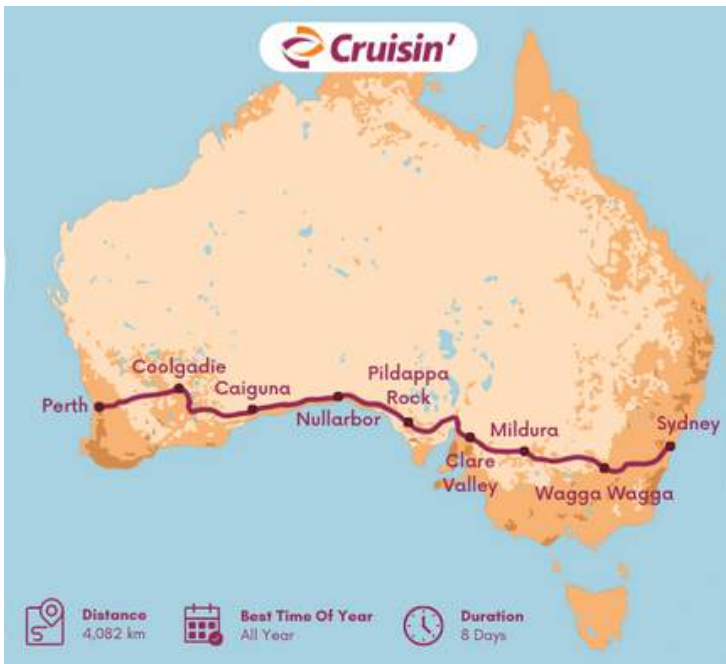 Cruisin'
Coolgadie
Pildappa
Rock
Caiguna
Perth
Nullarbor
Mildura
Sydney
Clare
Valley
Wagga Wagga
Distance
4,082 km
Best Time Of Year
All Year
Duration
8 Days